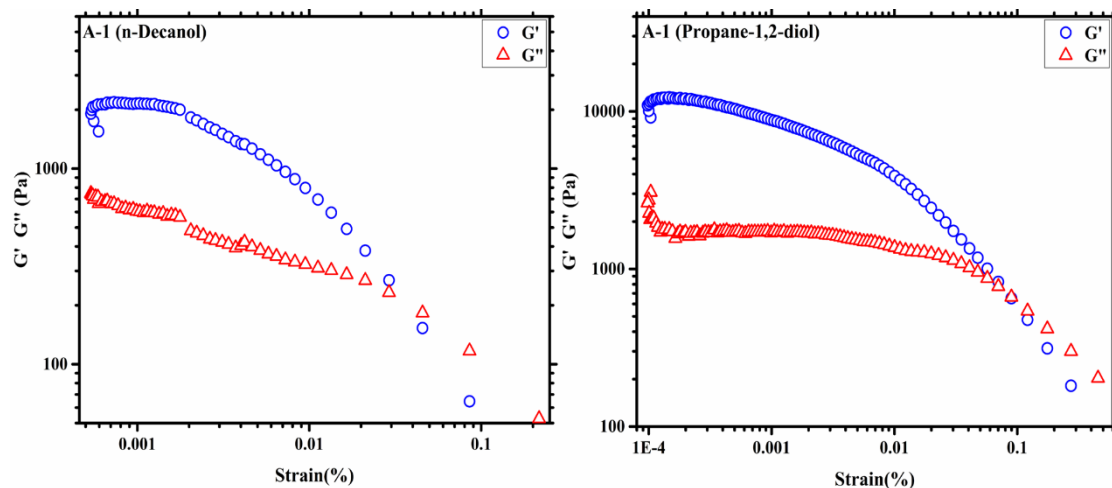 A-1 (n-Decanol)
G'
G"
1000
100
G' G" (Pa)
0.001
0.01
0.1
Strain(%)
A-1 (Propane-1,2-diol)
G'
G"
10000
1000
100
G' G" (Pa)
1E-4
0.001
0.01
0.1
Strain(%)